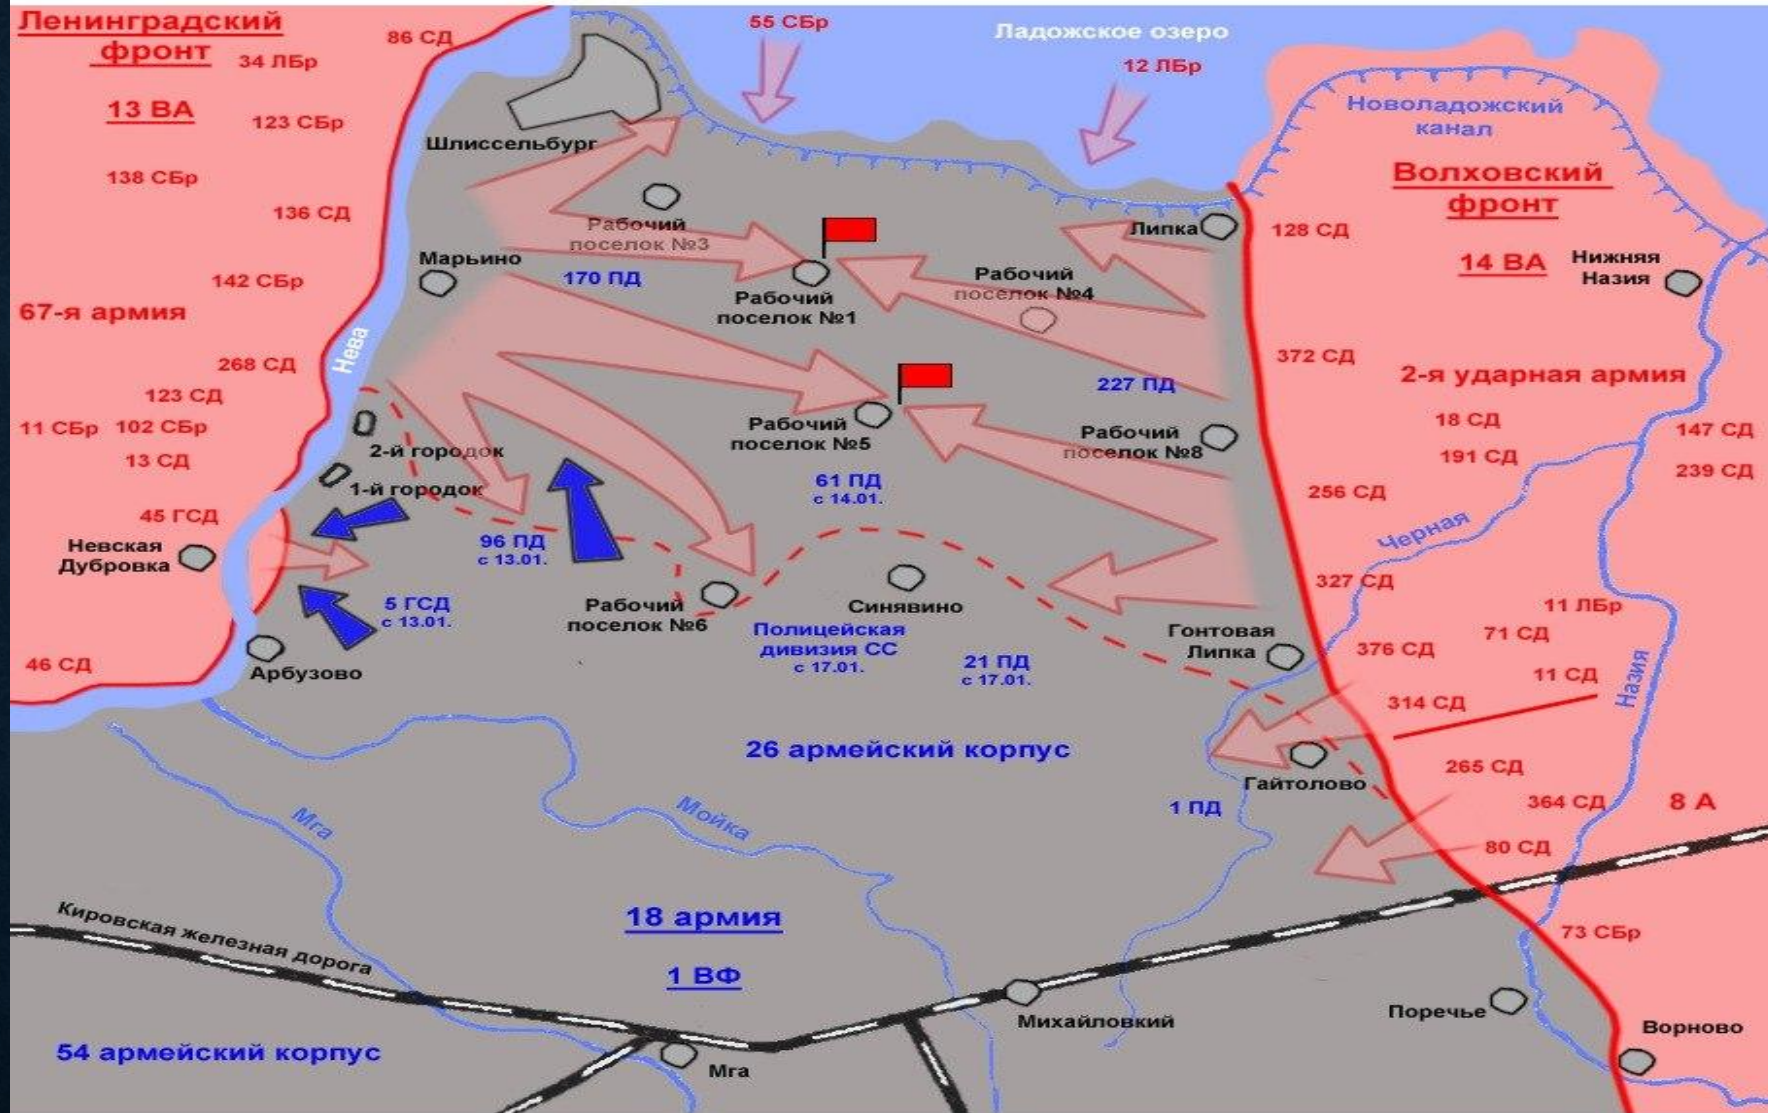 Ленинградский
фронт
86 СД
34 ЛБр
13 ВА
123 СБр
138 СБр
136 СД
142 СБр
67-я армия
268 СД
123 СД
11 СБр
102 СБр
13 СД
45 ГСД
Невская
Дубровка
46 СД
Нева
55 СБр
Ладожское озеро
12 ЛБр
Новоладожский
канал
Волховский
фронт
14 ВА
Нижняя
Назия
Шлиссельбург
Рабочий
поселок №3
Марьино
170 ПД
Рабочий
поселок №1
Рабочий
поселок №4
Липка
128 СД
372 СД
2-я ударная армия
18 СД
191 СД
147 СД
239 СД
227 ПД
Рабочий
поселок №5
Рабочий
поселок №8
2-й городок
1-й городок
61 ПД
с 14.01.
256 СД
Черная
96 ПД
с 13.01.
5 ГСД
с 13.01.
Рабочий
поселок №6
Синявино
Полицейская
дивизия СС
с 17.01.
21 ПД
с 17.01.
Гонтовая
Липка
327 СД
11 ЛБр
71 СД
376 СД
11 СД
314 СД
Назия
Арбузово
26 армейский корпус
Гайтолово
265 СД
364 СД
8 А
1 ПД
80 СД
Мга
Мойка
18 армия
1 ВФ
Кировская железная дорога
73 СБр
Михайловкий
Поречье
Ворново
54 армейский корпус
Мга